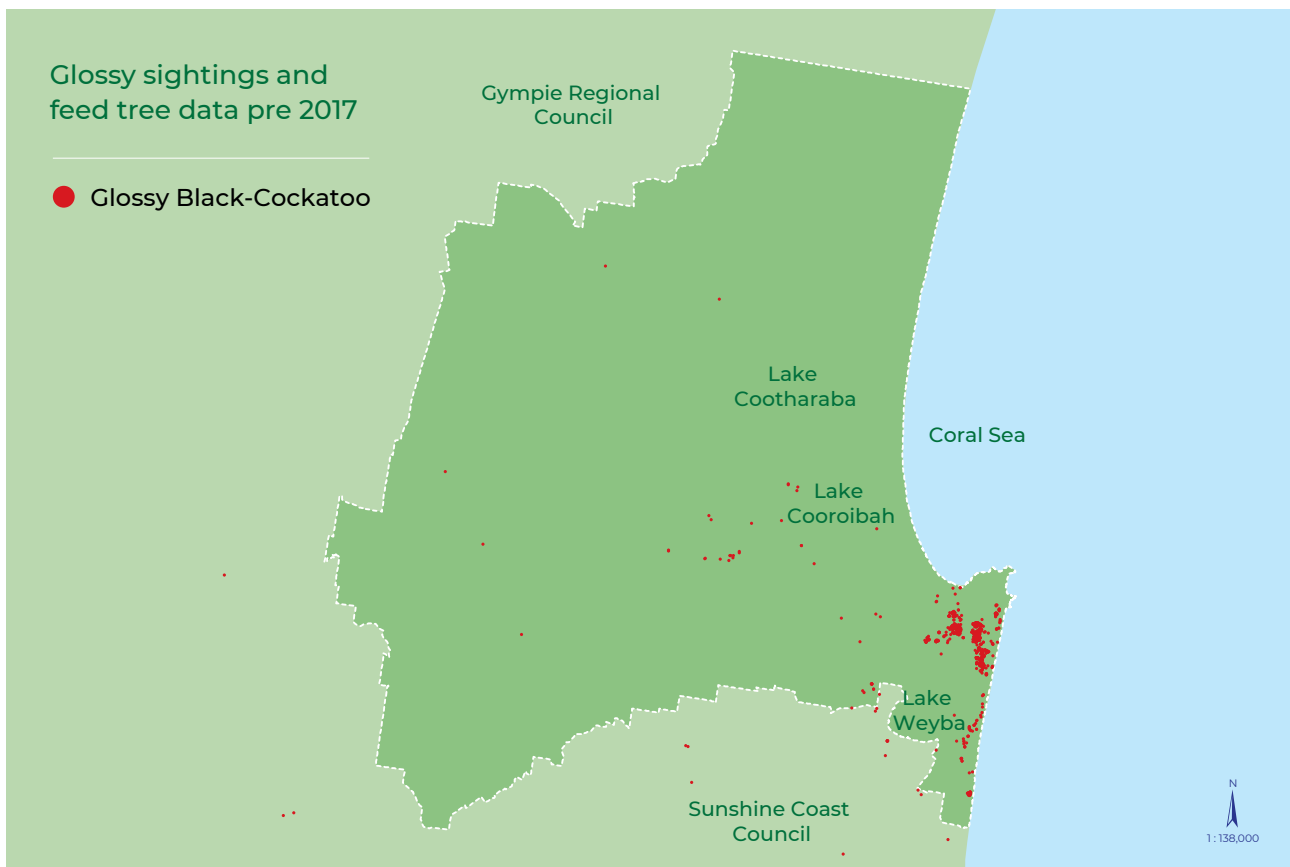 Glossy sightings and
feed tree data pre 2017
Glossy Black-Cockatoo
Gympie Regional
Council
Lake
Cootharaba
Coral Sea
Lake
Cooroibah
Lake
Weyba
Sunshine Coast
Council
N
1 : 138,000